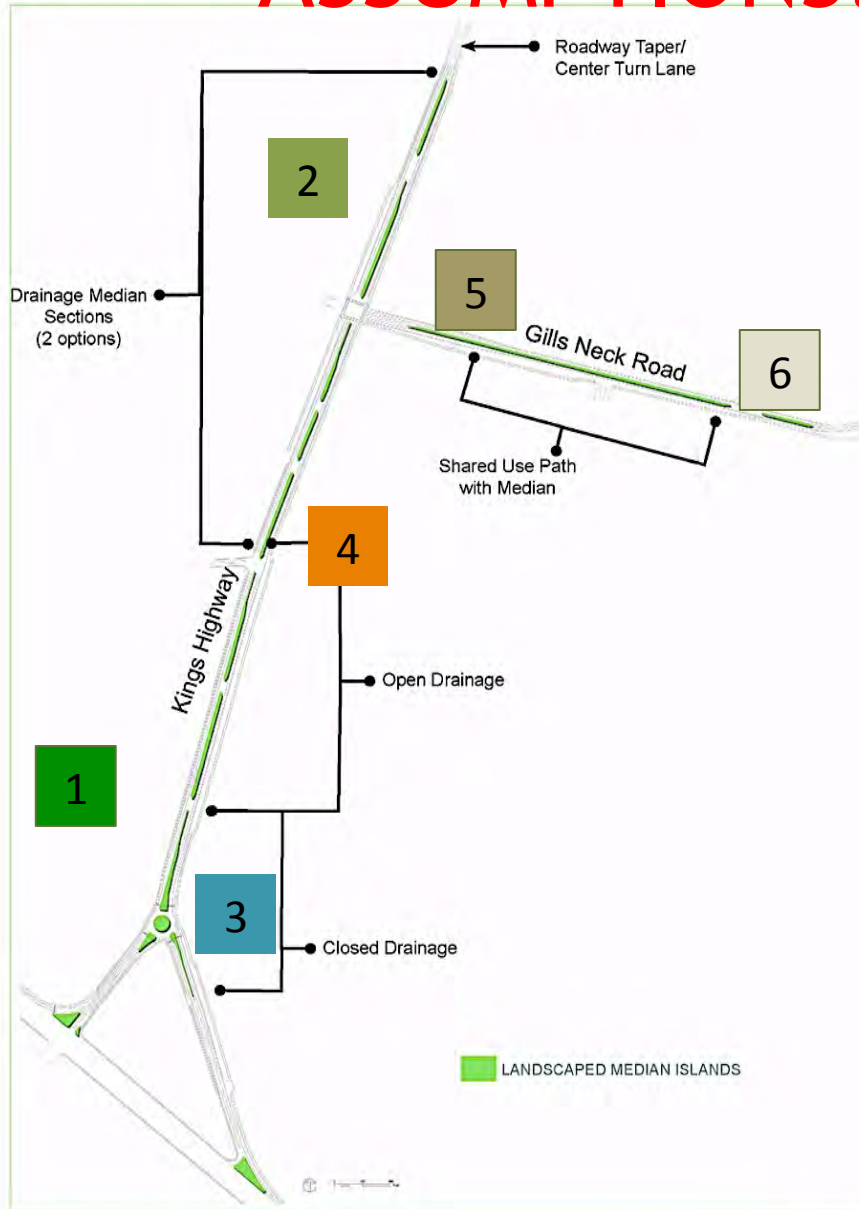 ASSUMPTIONS:
Roadway Taper/
Center Turn Lane
2
Drainage Median
Sections
(2 options)
5
Gills Neck Road
6
Shared Use Path
with Median
4
Kings Highway
Open Drainage
1
3
Closed Drainage
LANDSCAPED MEDIAN ISLANDS